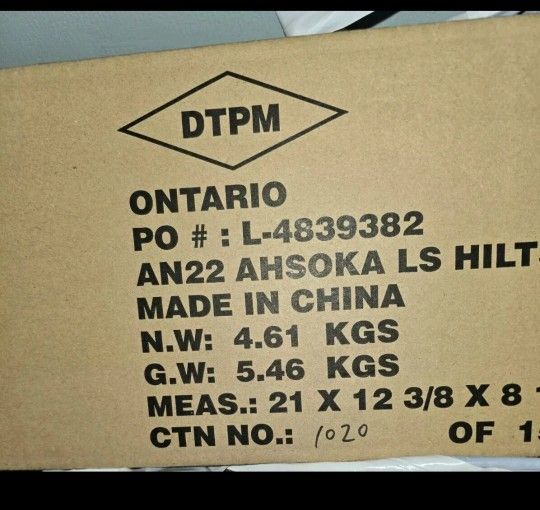 DTPM
ONTARIO
PO # : L-4839382
AN22 AHSOKA LS HILT
MADE IN CHINA
N.W: 4.61 KGS
G.W: 5.46 KGS
MEAS.: 21 X 12 3/8 X 8
CTN NO.: 1020 OF